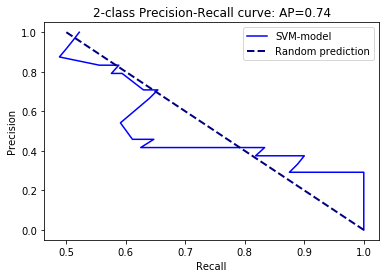 2-class Precision-Recall curve: AP=0.74
SVM-model
Random prediction
1.0
0.8
0.6
0.4
0.2
0.0
Precision
0.5
0.6
0.7
0.8
0.9
1.0
Recall